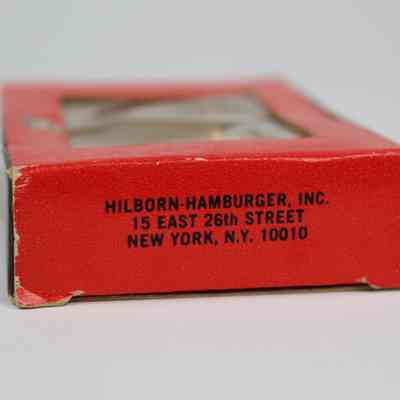 HILBORN-HAMBURGER, INC.
15 EAST 26th STREET
NEW YORK, N.Y. 10010